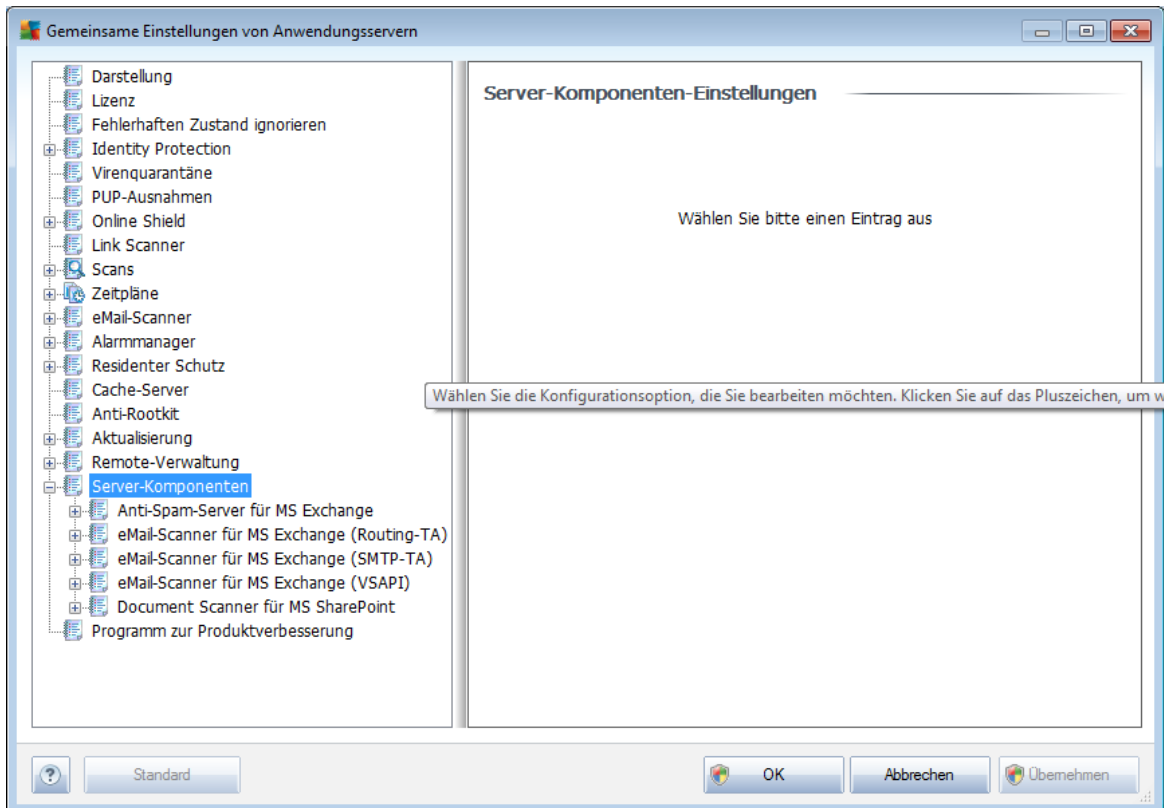 Gemeinsame Einstellungen von Anwendungsservern
Darstellung
Lizenz
Fehlerhaften Zustand ignorieren
Identity Protection
Virenquarantäne
PUP-Ausnahmen
Online Shield
Link Scanner
Scans
Zeitpläne
eMail-Scanner
Alarmmanager
Residenter Schutz
Cache-Server
Anti-Rootkit
Aktualisierung
Remote-Verwaltung
Server-Komponenten
Anti-Spam-Server für MS Exchange
eMail-Scanner für MS Exchange (Routing-TA)
eMail-Scanner für MS Exchange (SMTP-TA)
eMail-Scanner für MS Exchange (VSAPI)
Document Scanner für MS SharePoint
Programm zur Produktverbesserung
Server-Komponenten-Einstellungen
Wählen Sie bitte einen Eintrag aus
Wählen Sie die Konfigurationsoption, die Sie bearbeiten möchten. Klicken Sie auf das Pluszeichen, um w
? Standard OK Abbrechen Übernehmen